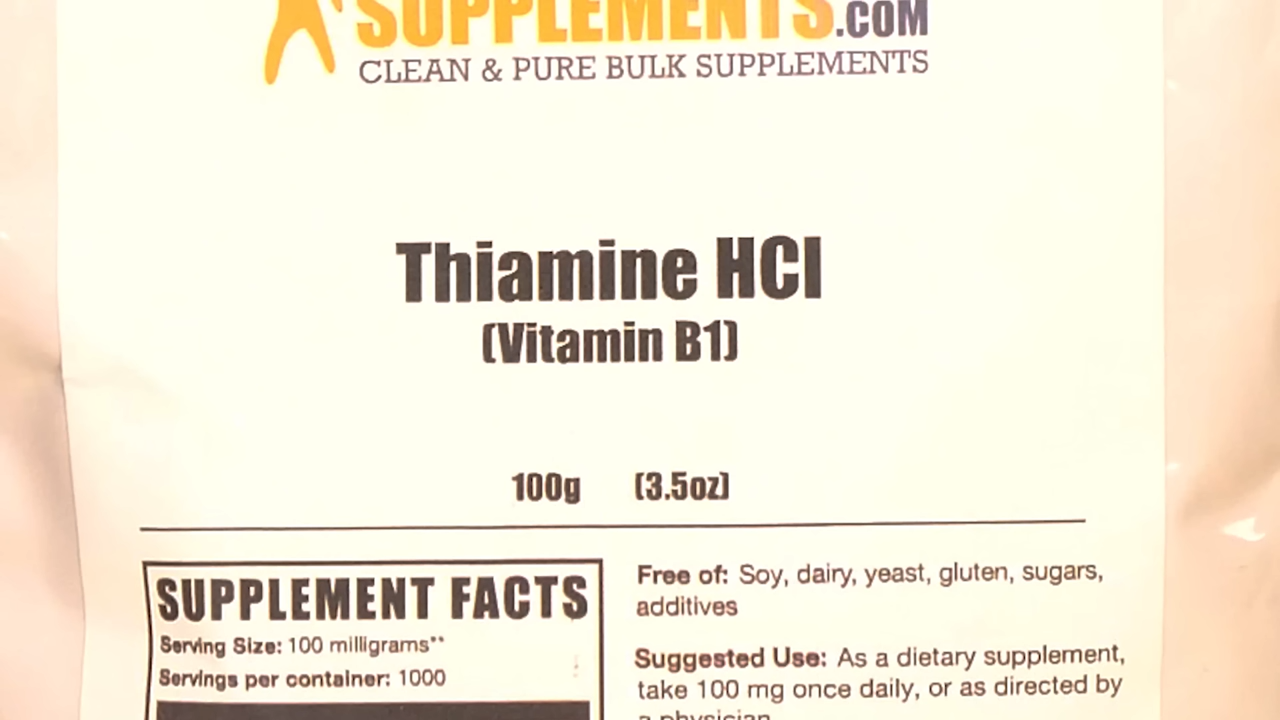 SUPPLEMENTS.COM
CLEAN & PURE BULK SUPPLEMENTS
Thiamine HCl
(Vitamin B1)
100g (3.5oz)
SUPPLEMENT FACTS
Serving Size: 100 milligrams**
Servings per container: 1000
Free of: Soy, dairy, yeast, gluten, sugars,
additives
Suggested Use: As a dietary supplement,
take 100 mg once daily, or as directed by
a physician